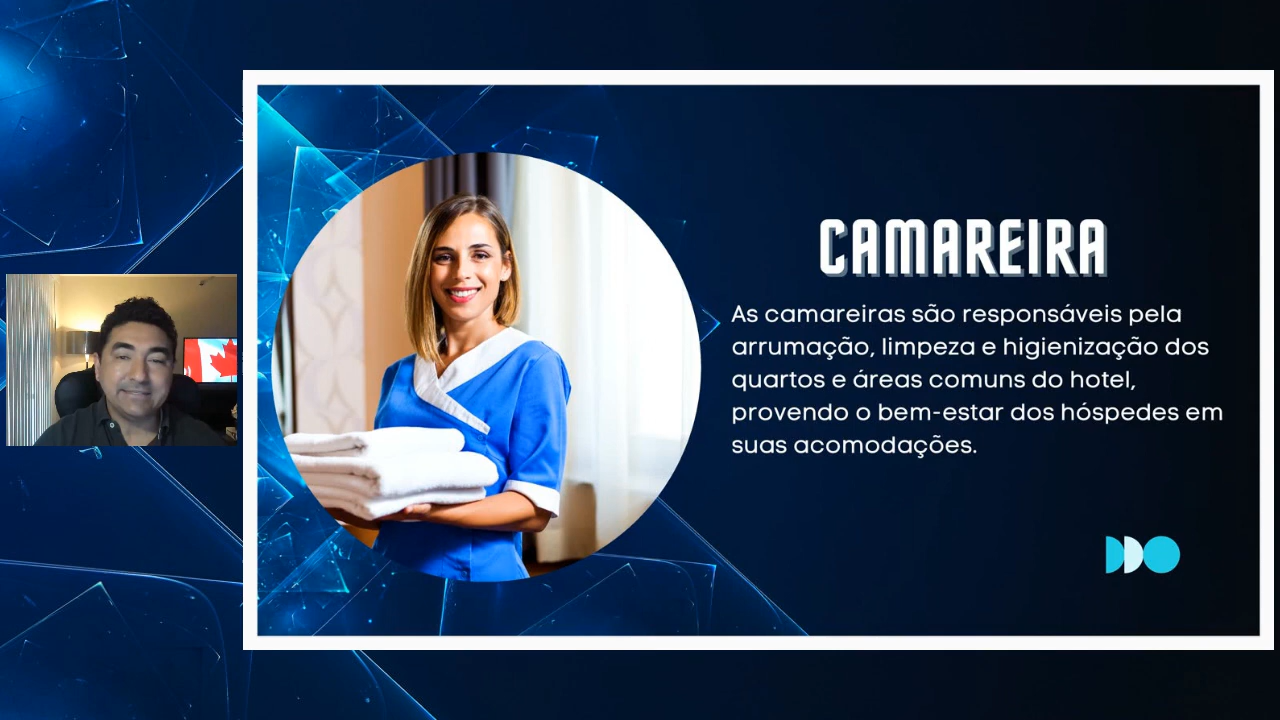 CAMAREIRA
As camareiras são responsáveis pela
arrumação, limpeza e higienização dos
quartos e áreas comuns do hotel,
provendo o bem-estar dos hóspedes em
suas acomodações.